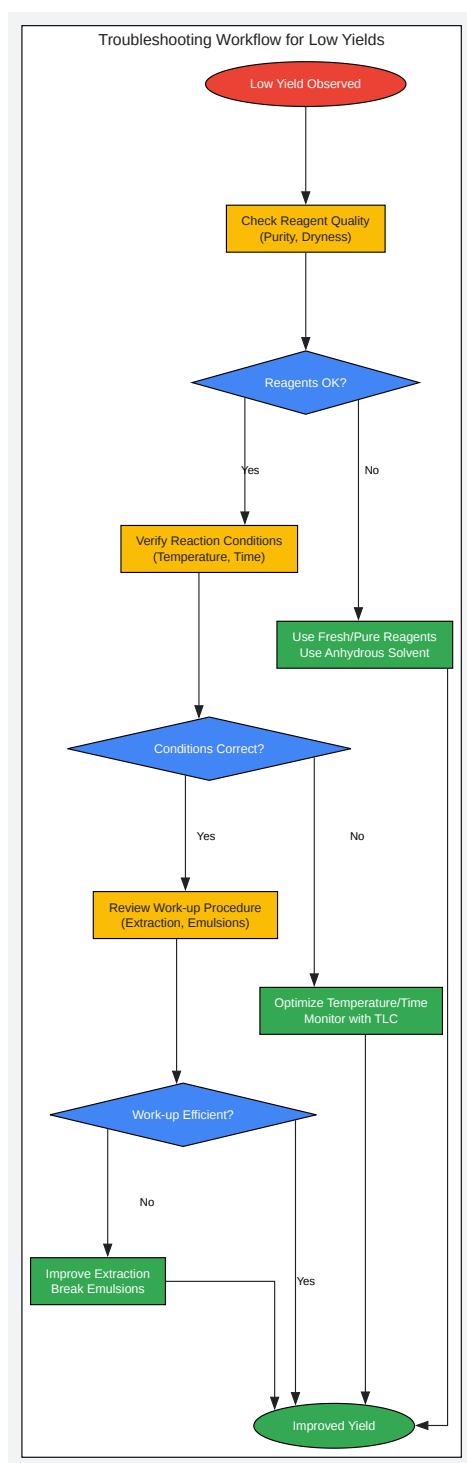 Troubleshooting Workflow for Low Yields
Low Yield Observed
Check Reagent Quality
(Purity, Dryness)
Reagents OK?
Yes
No
Verify Reaction Conditions
(Temperature, Time)
Use Fresh/Pure Reagents
Use Anhydrous Solvent
Conditions Correct?
Yes
No
Review Work-up Procedure
(Extraction, Emulsions)
Optimize Temperature/Time
Monitor with TLC
Work-up Efficient?
No
Improve Extraction
Break Emulsions
Yes
Improved Yield